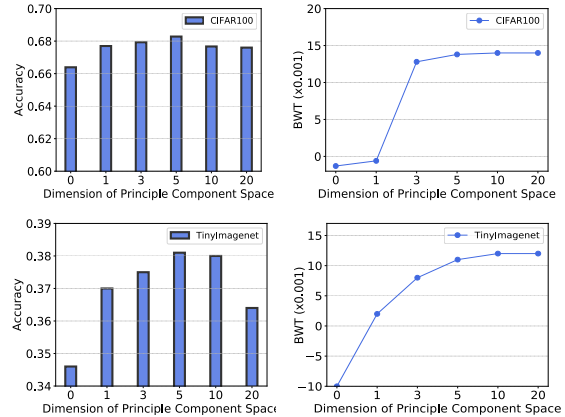 0.70
0.68
0.66
0.64
0.62
0.60
Accuracy
CIFAR100
0 1 3 5 10 20
Dimension of Principle Component Space
20
15
10
5
0
BWT (x0.001)
CIFAR100
0 1 3 5 10 20
Dimension of Principle Component Space
0.39
0.38
0.37
0.36
0.35
0.34
Accuracy
TinyImagenet
0 1 3 5 10 20
Dimension of Principle Component Space
15
10
5
0
−5
−10
BWT (x0.001)
TinyImagenet
0 1 3 5 10 20
Dimension of Principle Component Space